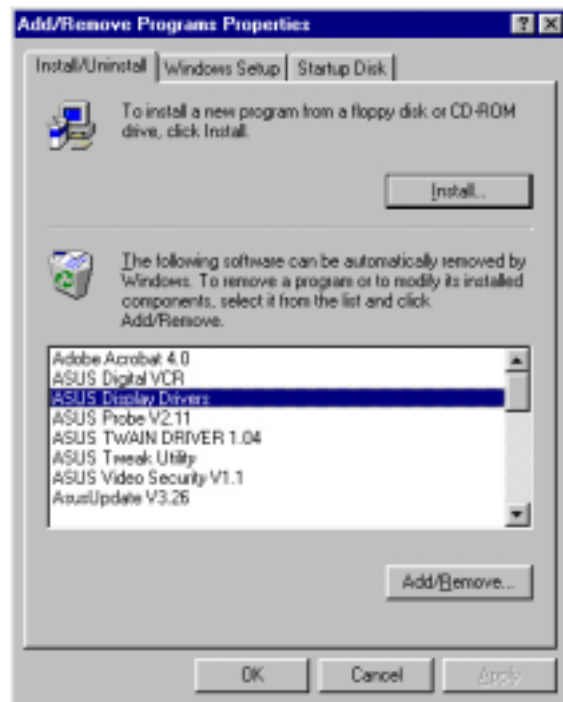 Add/Remove Programs Properties
Install/Uninstall
Windows Setup
Startup Disk
To install a new program from a floppy disk or CD-ROM
drive, click Install.
Install...
The following software can be automatically removed by
Windows. To remove a program or to modify its installed
components, select it from the list and click
Add/Remove.
Adobe Acrobat 4.0
ASUS Digital VCR
ASUS Display Drivers
ASUS Probe V2.11
ASUS TWAIN DRIVER 1.04
ASUS Tweak Utility
ASUS Video Security V1.1
AsusUpdate V3.26
Add/Remove...
OK
Cancel
Apply